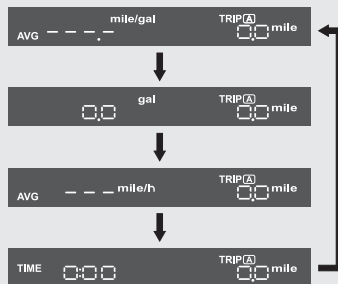 mile/gal TRIP A
AVG ---.- 0.0 mile
gal TRIP A
0.0 0.0 mile
AVG --- mile/h TRIP A
0.0 mile
TIME 0:00 TRIP A
0.0 mile